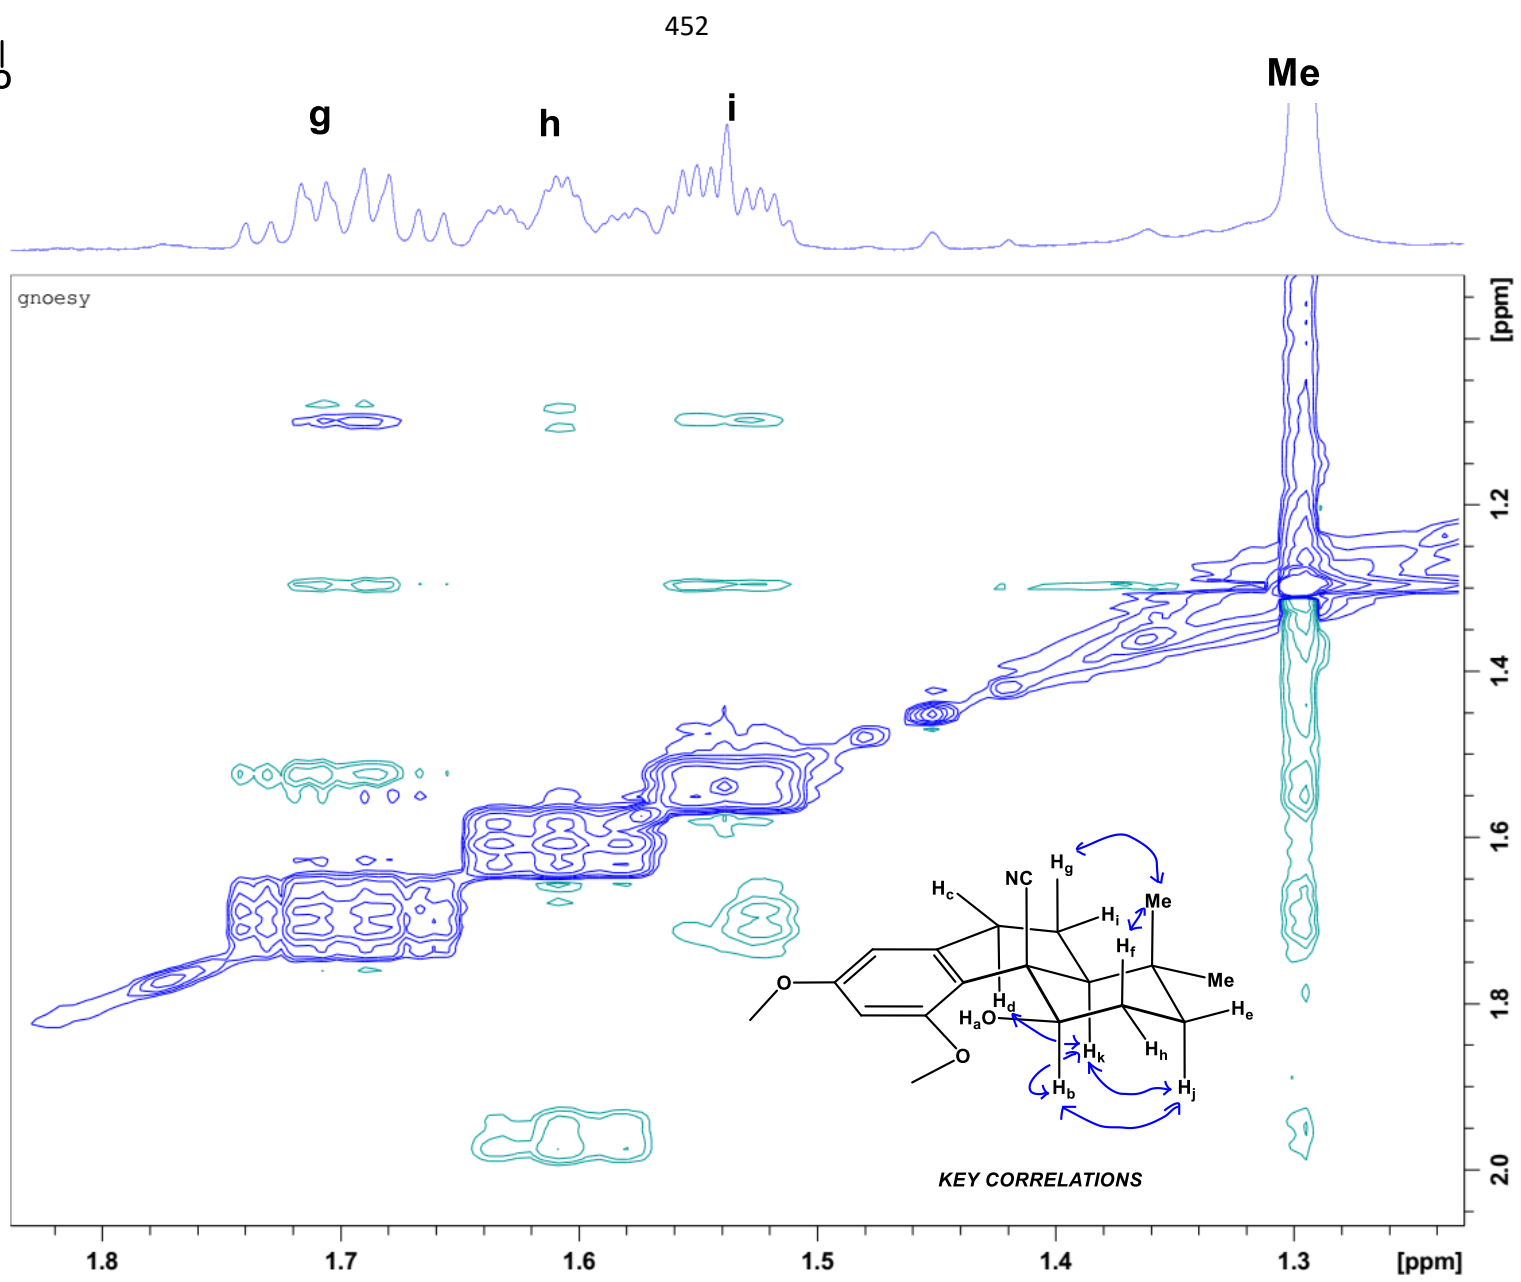 452
o
g
h
i
Me
gnoesy
[ppm]
1.2
1.4
1.6
1.8
2.0
NC
Hg
Hc
Hi
Me
Hf
Me
O
Hd
HaO
He
O
Hk
Hh
Hb
Hj
KEY CORRELATIONS
1.8
1.7
1.6
1.5
1.4
1.3
[ppm]